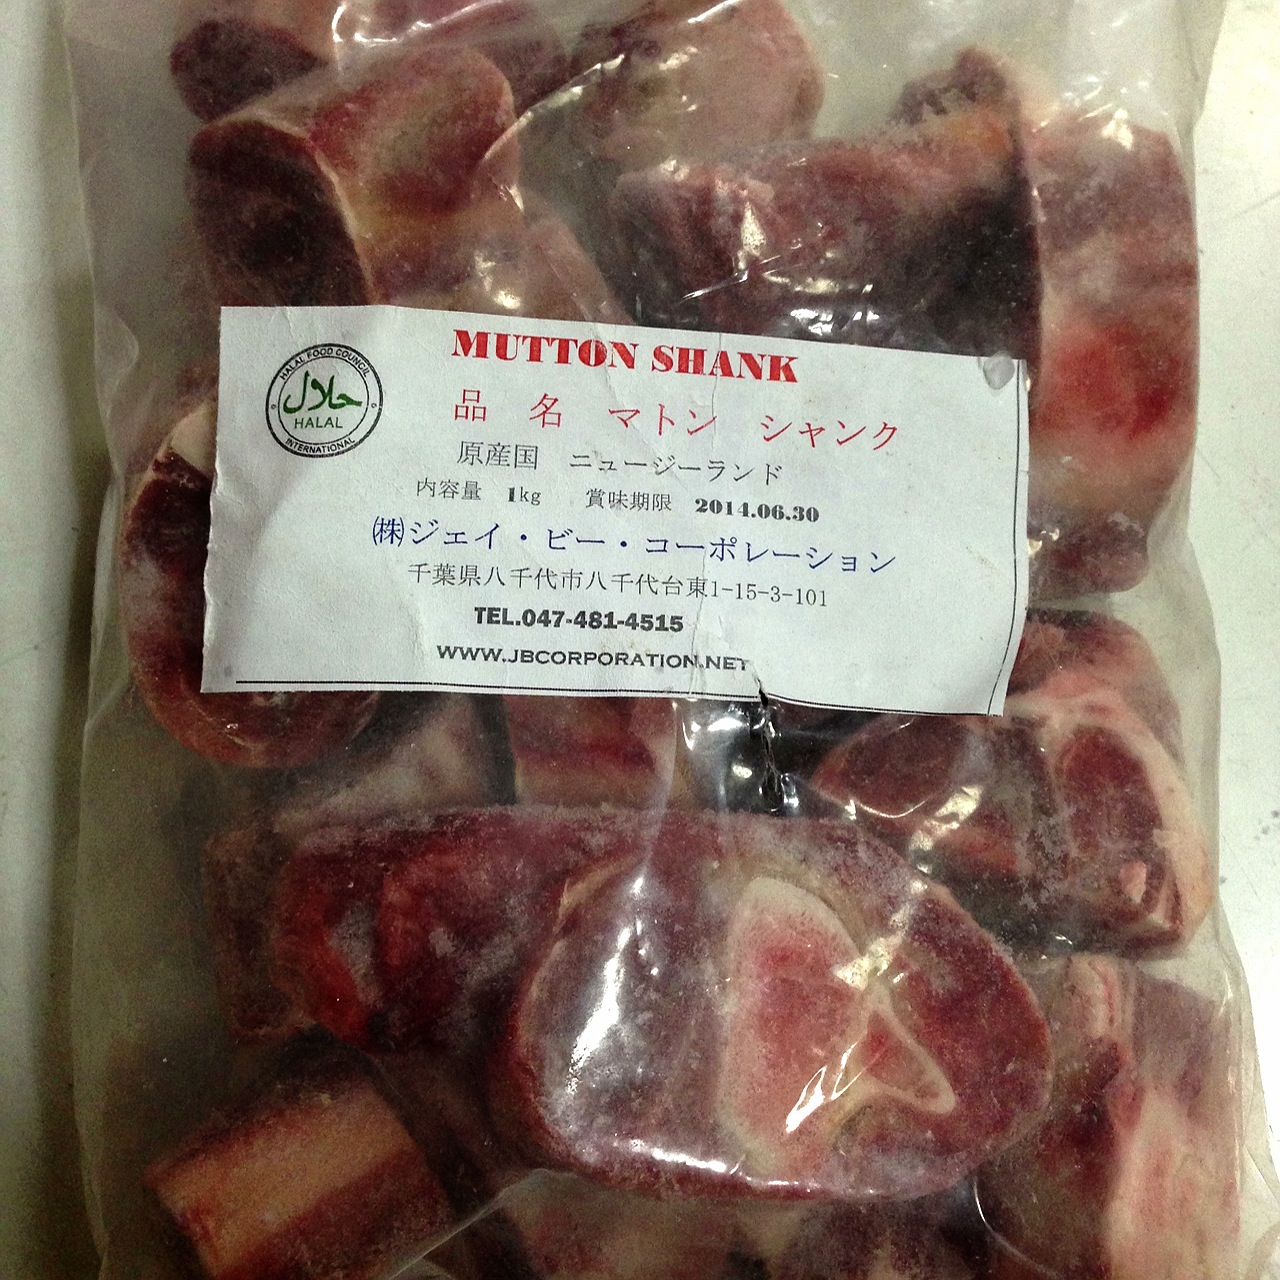 HALAL FOOD COUNCIL
حلال
HALAL
INTERNATIONAL
MUTTON SHANK
品 名 マトン シャンク
原産国 ニュージーランド
内容量 1kg 賞味期限 2014.06.30
㈱ジェイ・ビー・コーポレーション
千葉県八千代市八千代台東1-15-3-101
TEL.047-481-4515
WWW.JBCORPORATION.NET